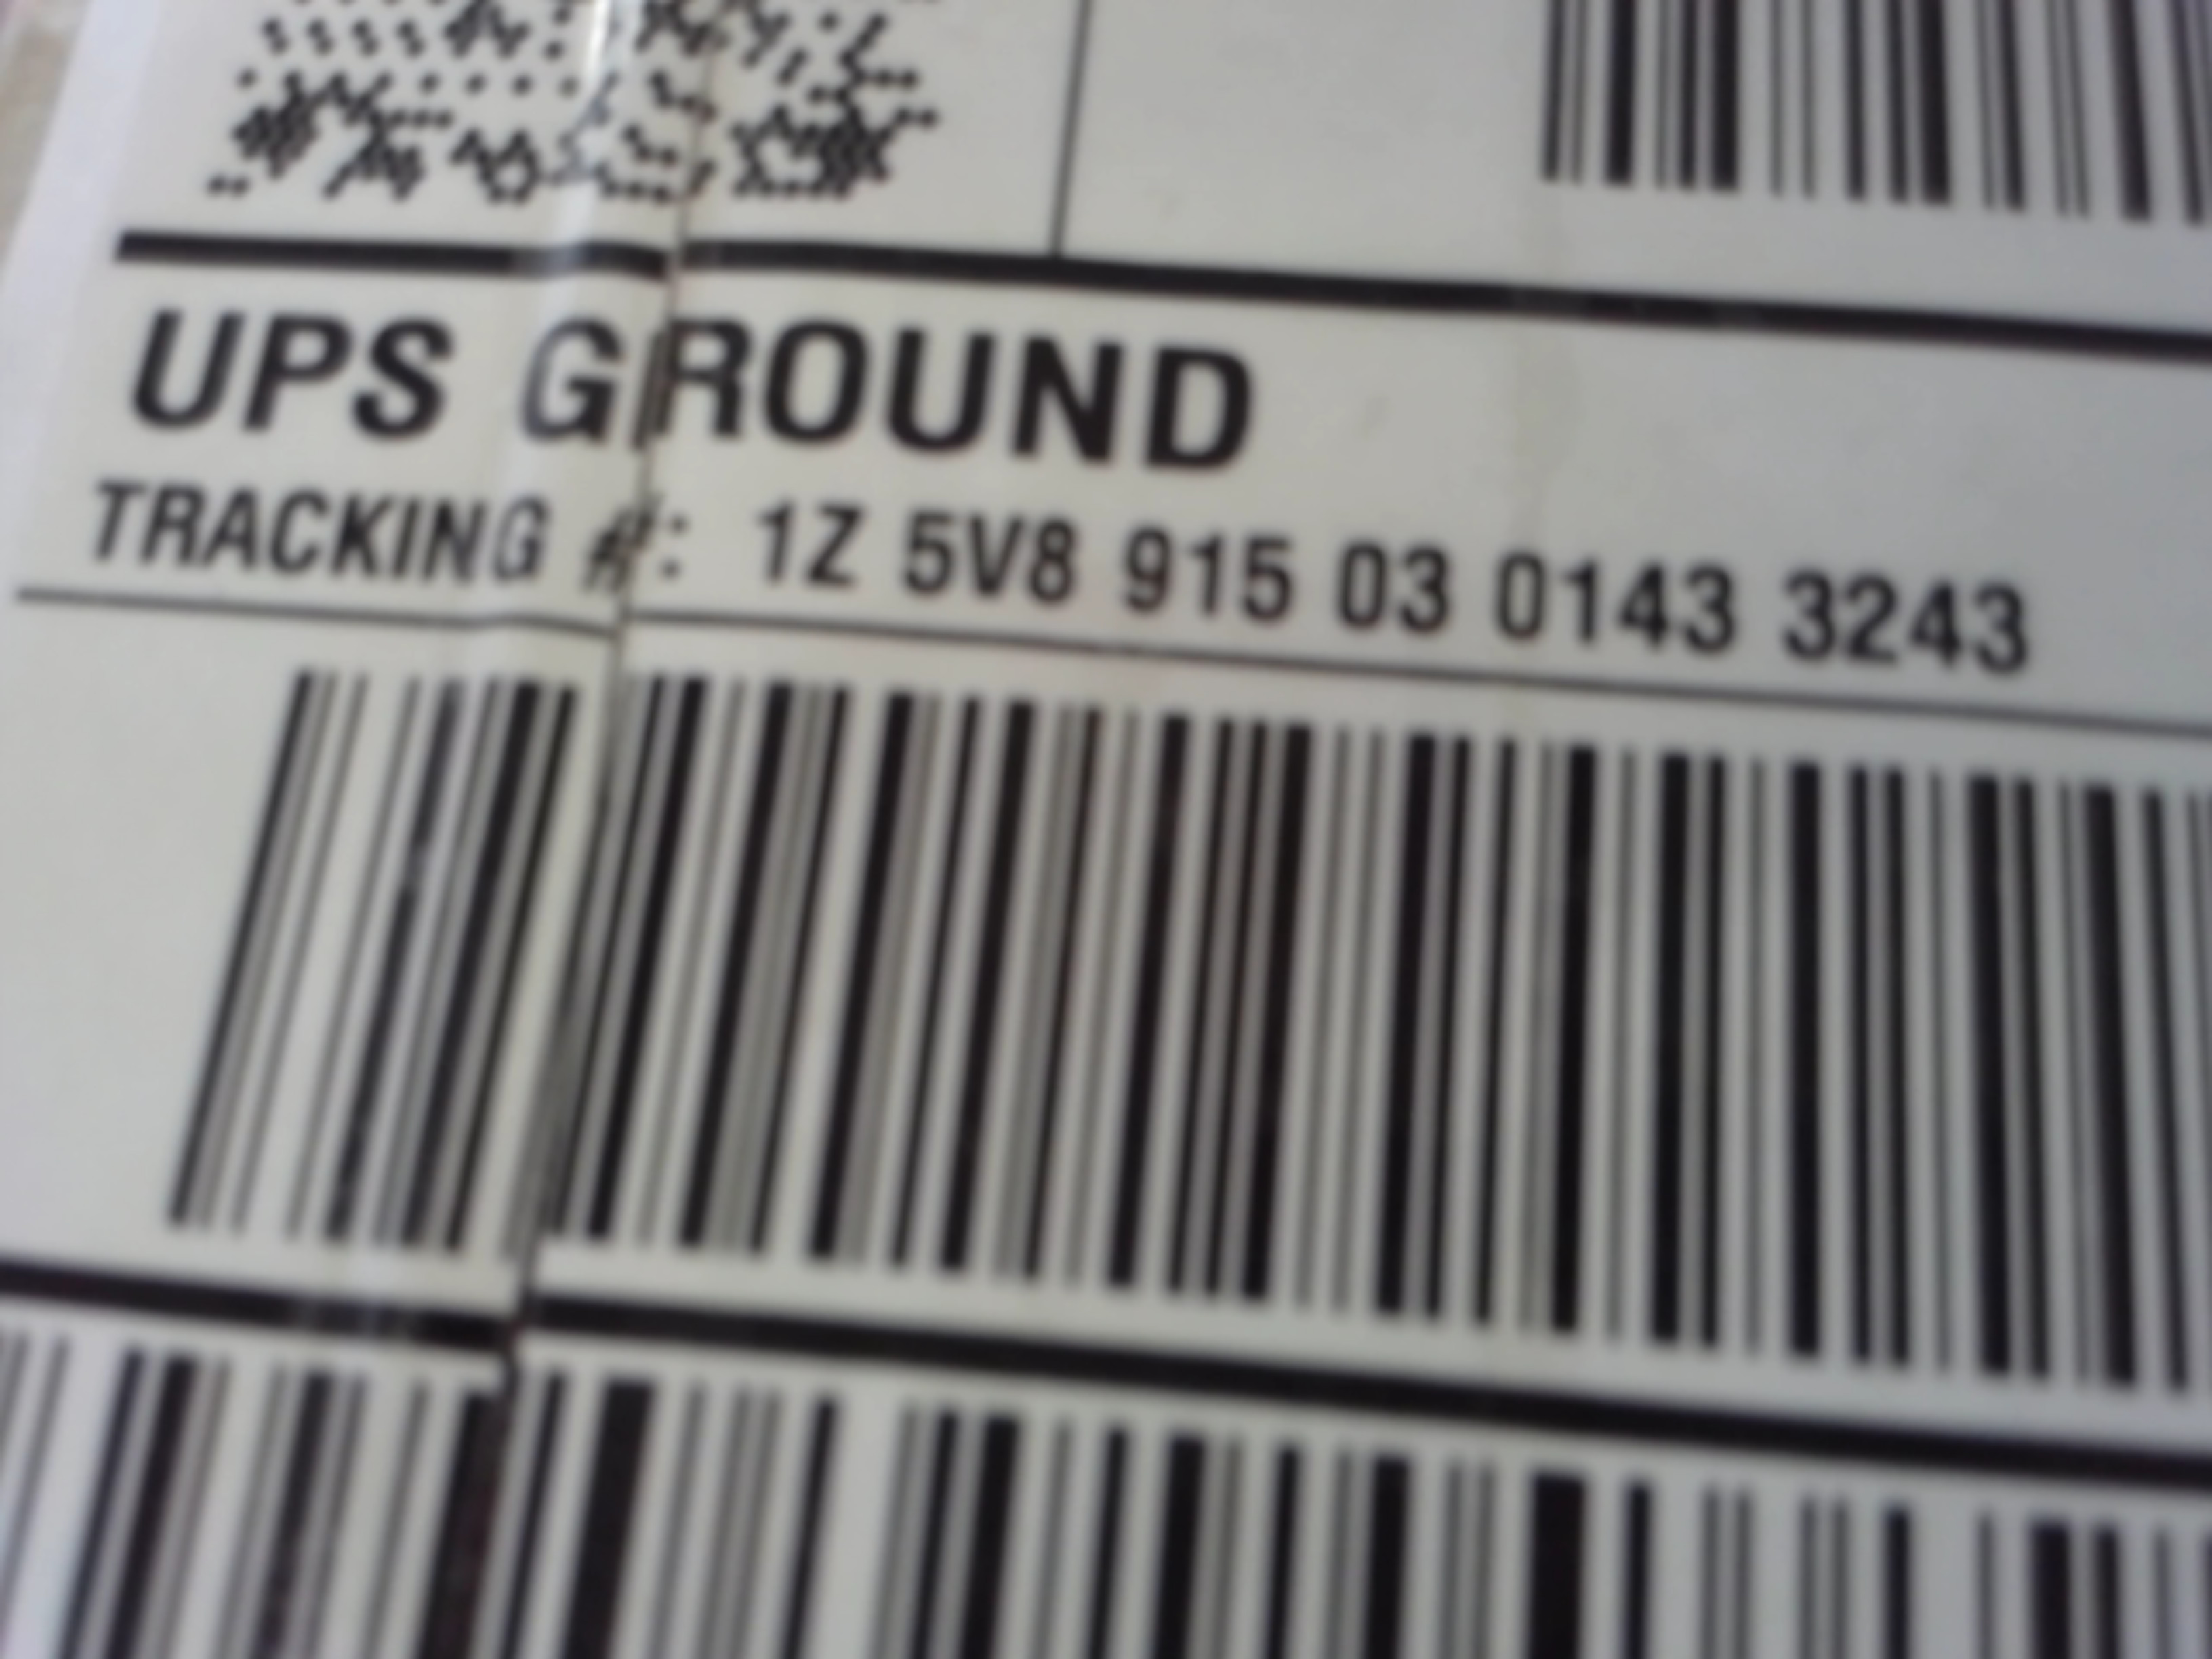 UPS GROUND
TRACKING #: 1Z 5V8 915 03 0143 3243